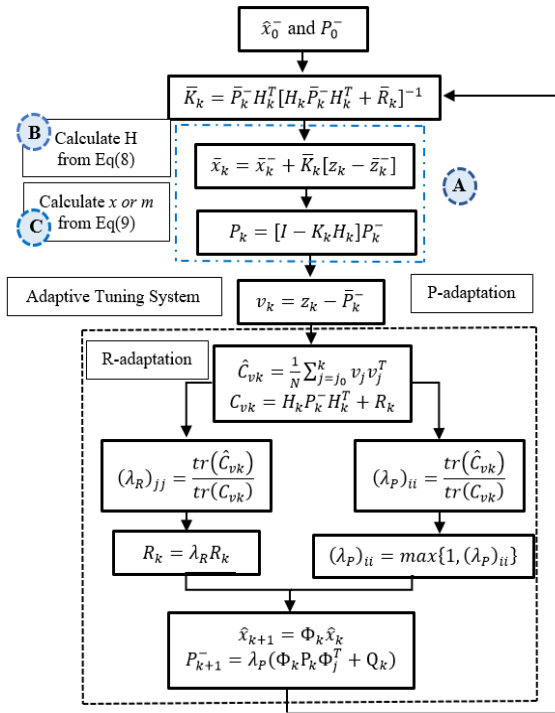 x̂₀⁻ and P₀⁻
K̄ₖ = P̄ₖ⁻Hₖᵀ[HₖP̄ₖ⁻Hₖᵀ + R̄ₖ]⁻¹
B
Calculate H
from Eq(8)
x̄ₖ = x̄ₖ⁻ + K̄ₖ[zₖ − z̄ₖ⁻]
A
Calculate x or m
from Eq(9)
C
Pₖ = [I − KₖHₖ]Pₖ⁻
Adaptive Tuning System
vₖ = zₖ − P̄ₖ⁻
P-adaptation
R-adaptation
Ĉᵥₖ = 1/N ∑ⱼ₌ⱼ₀ᵏ vⱼvⱼᵀ
Cᵥₖ = HₖPₖ⁻Hₖᵀ + Rₖ
(λ_R)ⱼⱼ = tr(Ĉᵥₖ)/tr(Cᵥₖ)
(λ_P)ᵢᵢ = tr(Ĉᵥₖ)/tr(Cᵥₖ)
Rₖ = λ_R Rₖ
(λ_P)ᵢᵢ = max{1, (λ_P)ᵢᵢ}
x̂ₖ₊₁ = Φₖx̂ₖ
P⁻ₖ₊₁ = λ_P(ΦₖPₖΦⱼᵀ + Qₖ)